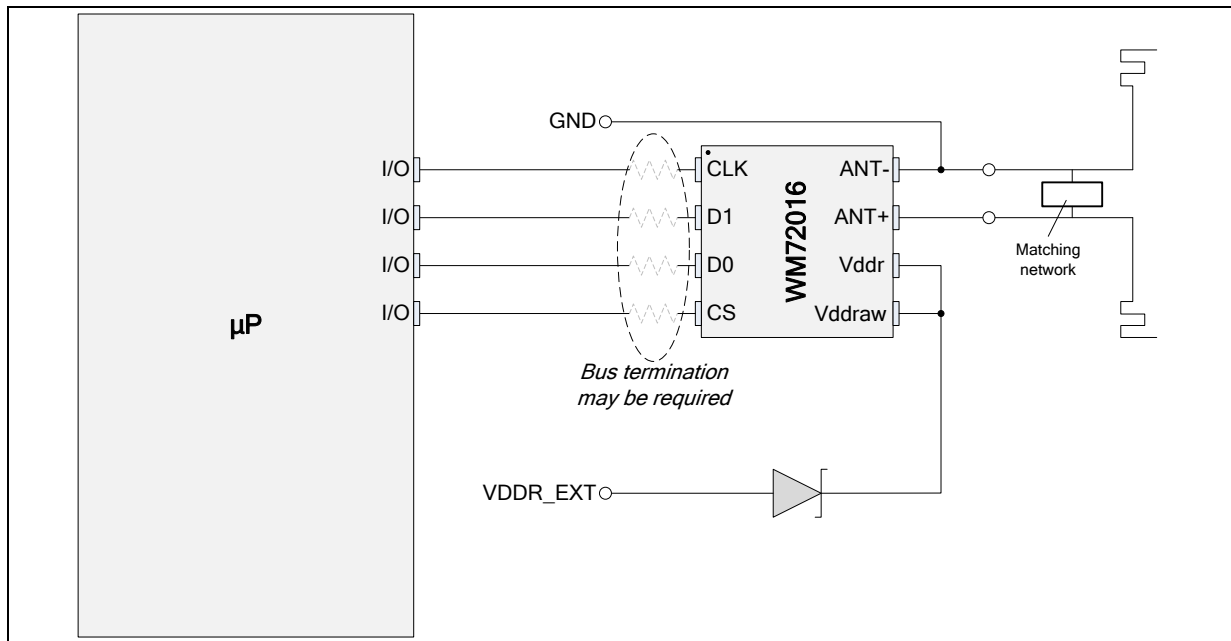 GND
I/O
CLK
ANT-
I/O
D1
ANT+
I/O
D0
Vddr
I/O
CS
Vddraw
WM72016
µP
Matching
network
Bus termination
may be required
VDDR_EXT